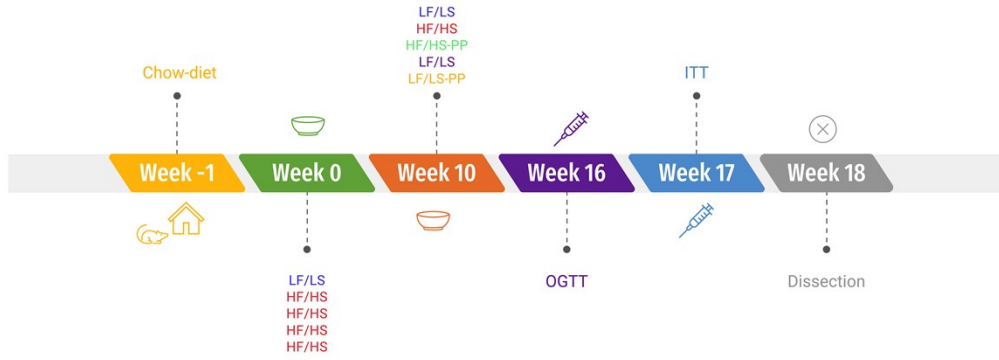 LF/LS
HF/HS
HF/HS-PP
LF/LS
LF/LS-PP
Chow-diet
ITT
Week -1
Week 0
Week 10
Week 16
Week 17
Week 18
OGTT
Dissection
LF/LS
HF/HS
HF/HS
HF/HS
HF/HS